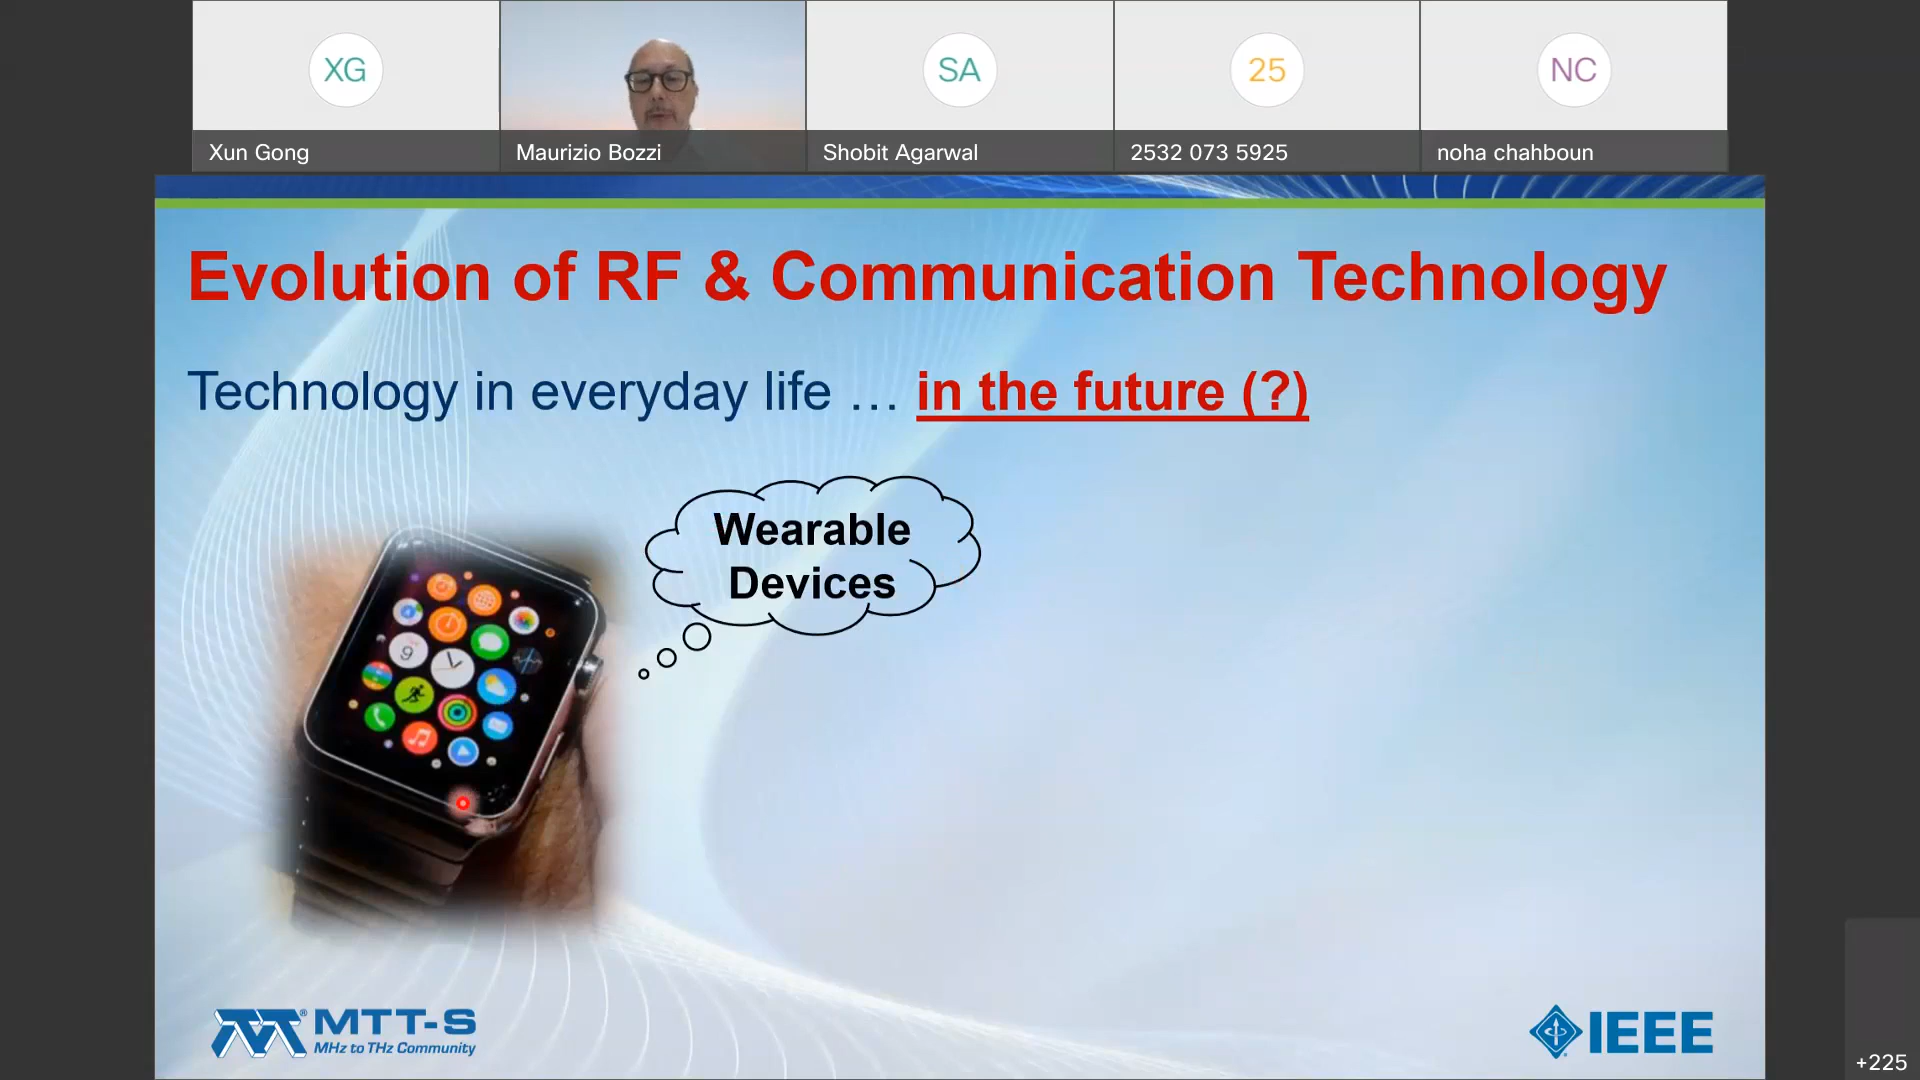 XG
SA
25
NC
Xun Gong
Maurizio Bozzi
Shobit Agarwal
2532 073 5925
noha chahboun
Evolution of RF & Communication Technology
Technology in everyday life … in the future (?)
Wearable
Devices
9
MTT-S
MHz to THz Community
IEEE
+225